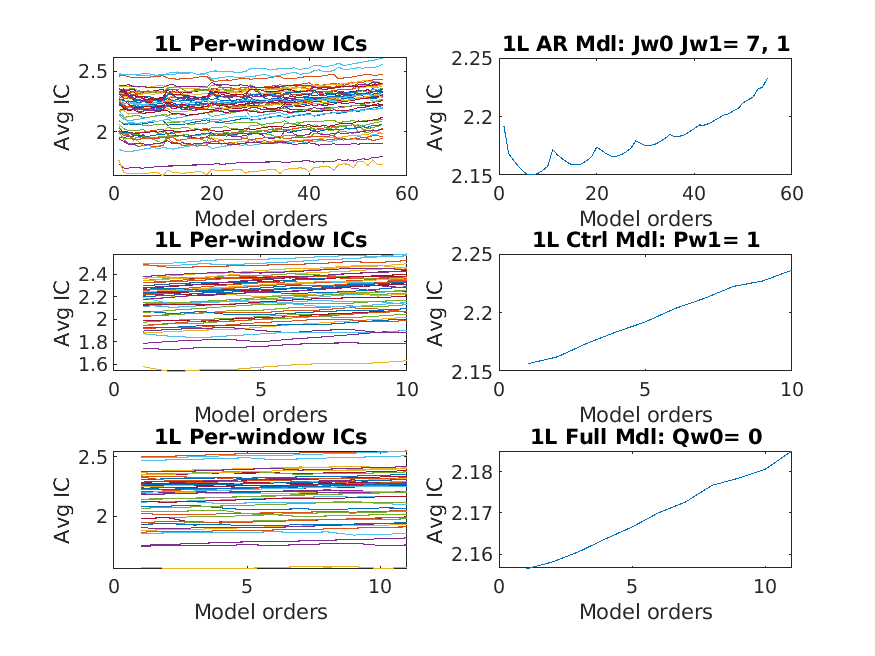 1L Per-window ICs
2.5
2
Avg IC
0 20 40 60
Model orders
1L AR Mdl: Jw0 Jw1= 7, 1
2.25
2.2
2.15
Avg IC
0 20 40 60
Model orders
1L Per-window ICs
2.4
2.2
2
1.8
1.6
Avg IC
0 5 10
Model orders
1L Ctrl Mdl: Pw1= 1
2.25
2.2
2.15
Avg IC
0 5 10
Model orders
1L Per-window ICs
2.5
2
Avg IC
0 5 10
Model orders
1L Full Mdl: Qw0= 0
2.18
2.17
2.16
Avg IC
0 5 10
Model orders